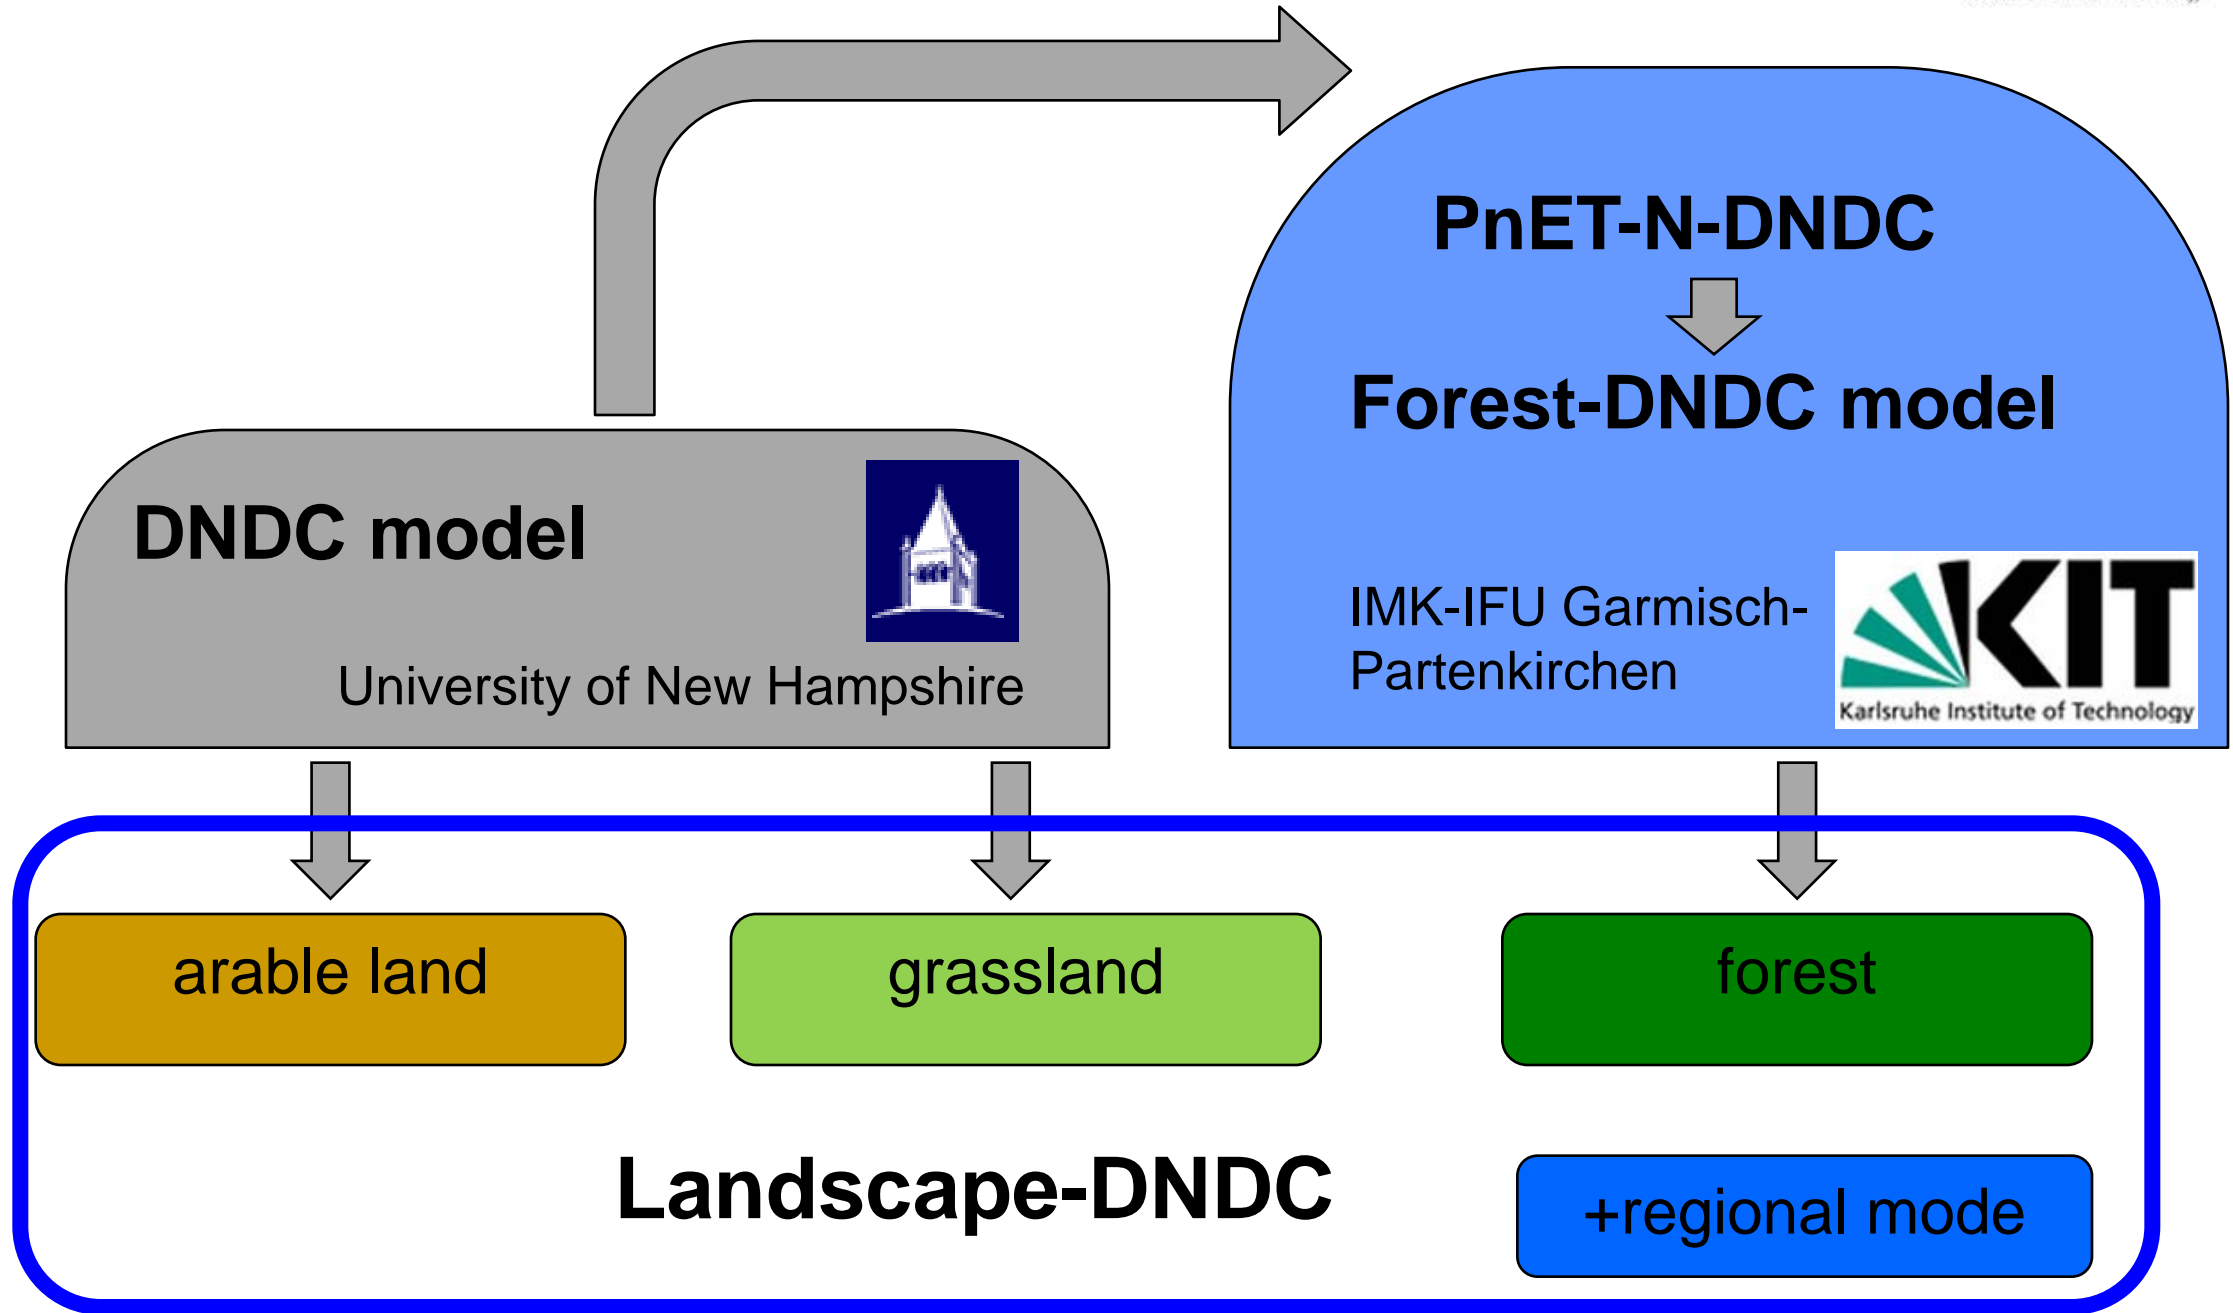 PnET-N-DNDC
Forest-DNDC model
IMK-IFU Garmisch-
Partenkirchen
KIT
Karlsruhe Institute of Technology
DNDC model
University of New Hampshire
arable land
grassland
forest
Landscape-DNDC
+regional mode